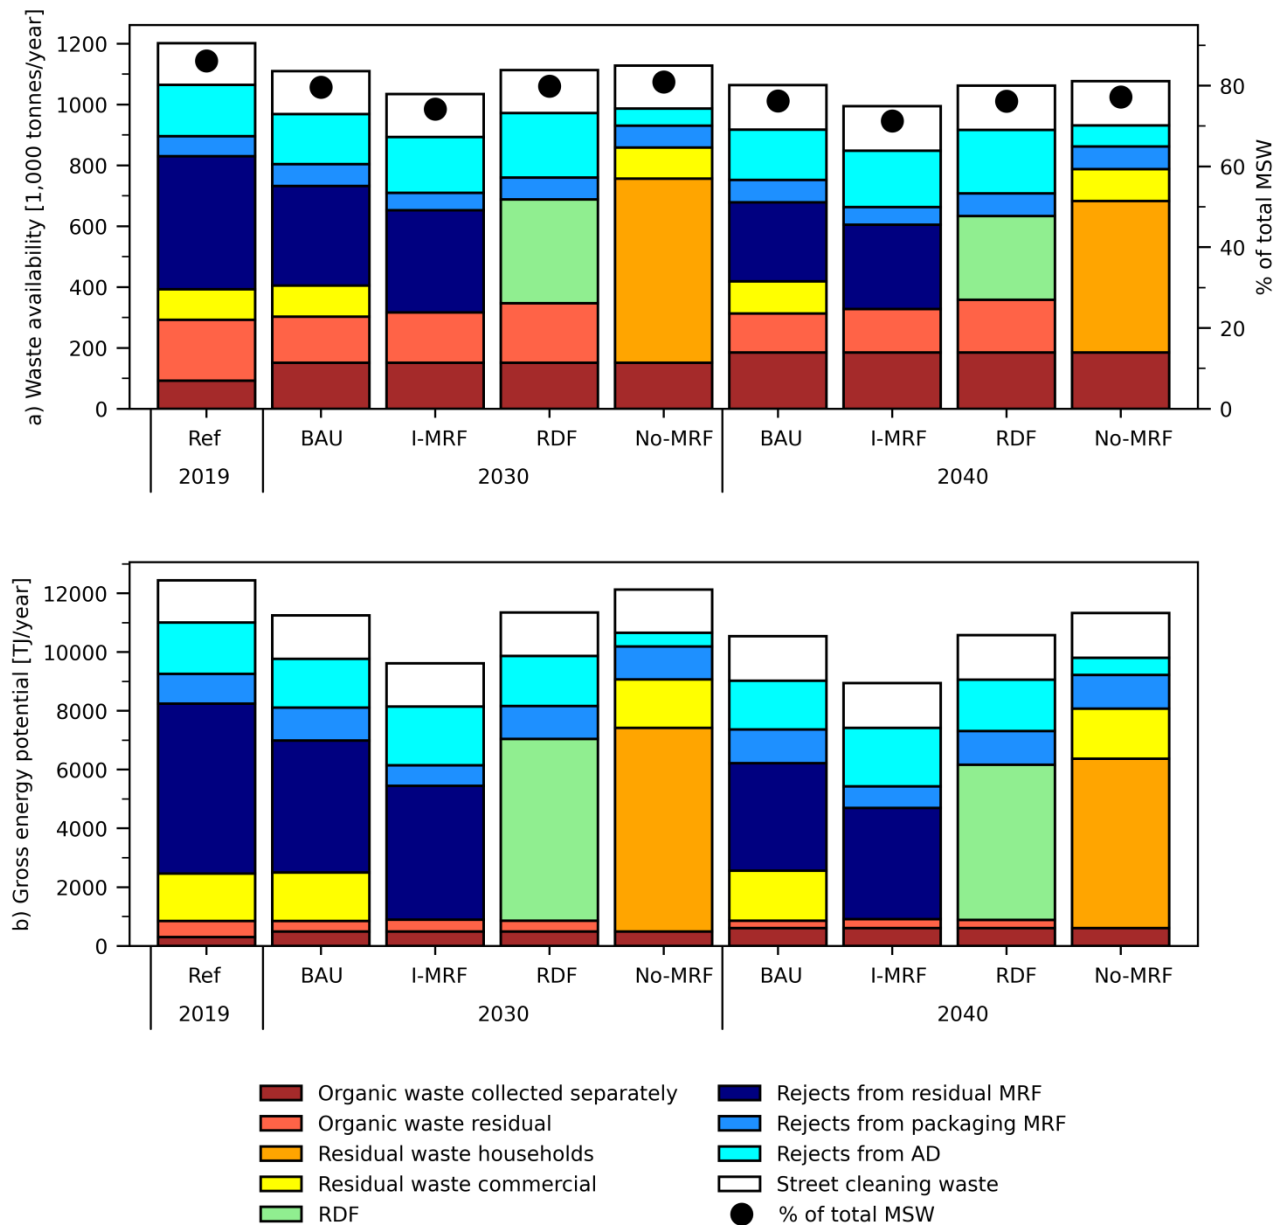 a) Waste availability [1,000 tonnes/year]
1200
1000
800
600
400
200
0
80
60
40
20
0
% of total MSW
Ref BAU I-MRF RDF No-MRF BAU I-MRF RDF No-MRF
2019 2030 2040
b) Gross energy potential [TJ/year]
12000
10000
8000
6000
4000
2000
0
Ref BAU I-MRF RDF No-MRF BAU I-MRF RDF No-MRF
2019 2030 2040
Organic waste collected separately
Organic waste residual
Residual waste households
Residual waste commercial
RDF
Rejects from residual MRF
Rejects from packaging MRF
Rejects from AD
Street cleaning waste
% of total MSW